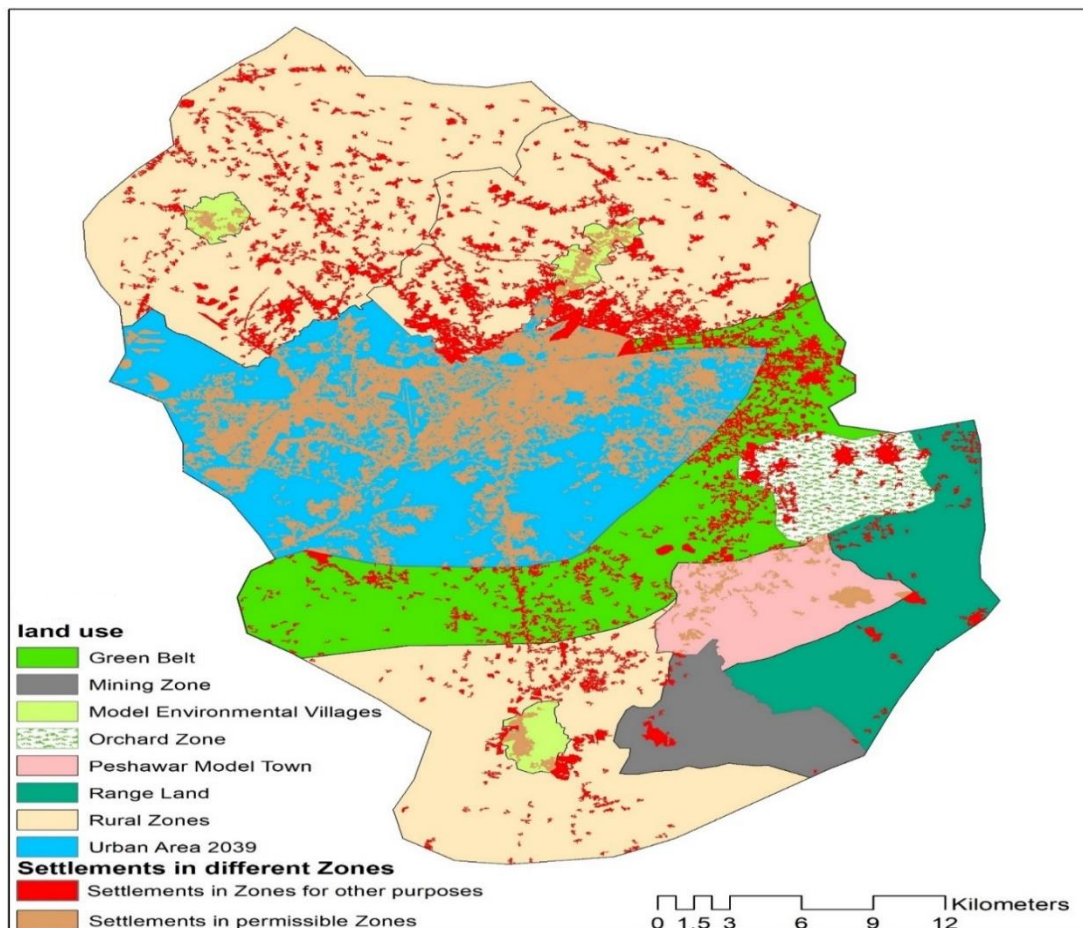 land use
Green Belt
Mining Zone
Model Environmental Villages
Orchard Zone
Peshawar Model Town
Range Land
Rural Zones
Urban Area 2039
Settlements in different Zones
Settlements in Zones for other purposes
Settlements in permissible Zones
Kilometers
0 1.5 3 6 9 12